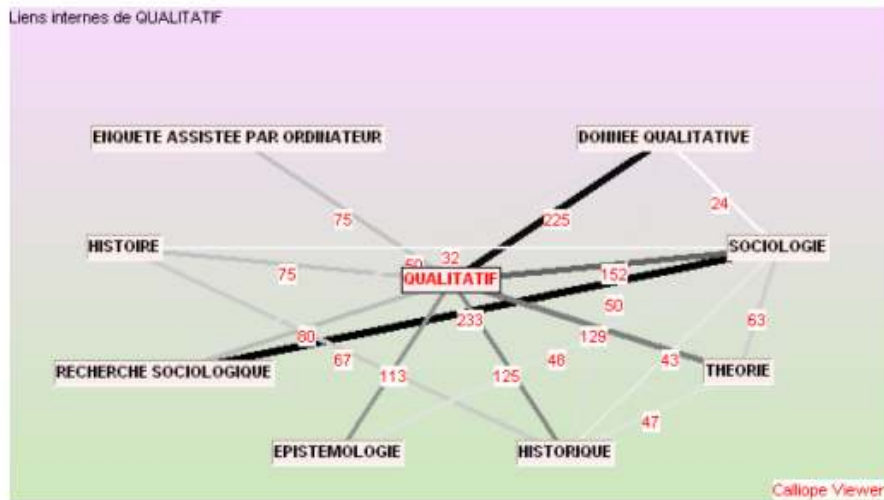 Liens internes de QUALITATIF
ENQUETE ASSISTEE PAR ORDINATEUR
DONNEE QUALITATIVE
75
225
24
HISTOIRE
32
SOCIOLOGIE
50
75
QUALITATIF
152
50
233
63
80
129
67
48
43
RECHERCHE SOCIOLOGIQUE
113
125
THEORIE
47
EPISTEMOLOGIE
HISTORIQUE
Calliope Viewer